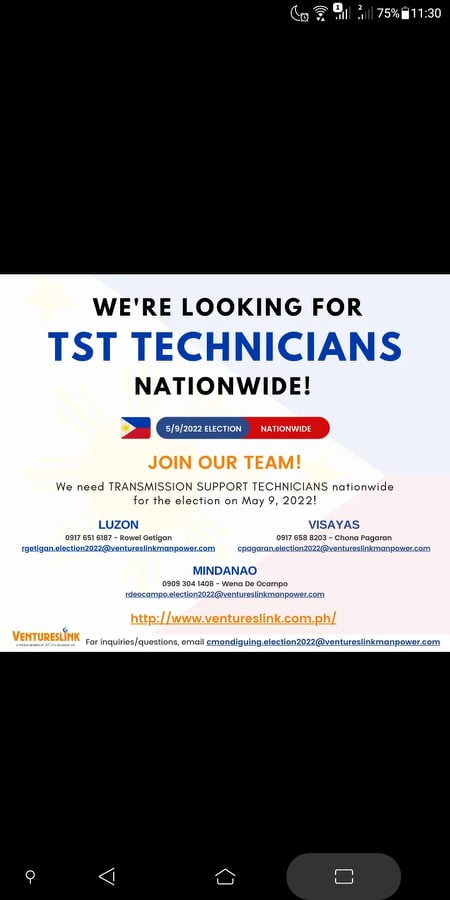 1 2 75% 11:30
WE'RE LOOKING FOR
TST TECHNICIANS
NATIONWIDE!
5/9/2022 ELECTION NATIONWIDE
JOIN OUR TEAM!
We need TRANSMISSION SUPPORT TECHNICIANS nationwide
for the election on May 9, 2022!
LUZON
0917 651 6187 - Rowel Getigan
rgetigan.election2022@ventureslinkmanpower.com
VISAYAS
0917 658 8203 - Chona Pagaran
cpagaran.election2022@ventureslinkmanpower.com
MINDANAO
0909 304 1408 - Wena De Ocampo
rdeocampo.election2022@ventureslinkmanpower.com
http://www.ventureslink.com.ph/
VENTURESLINK
For inquiries/questions, email cmondiguing.election2022@ventureslinkmanpower.com